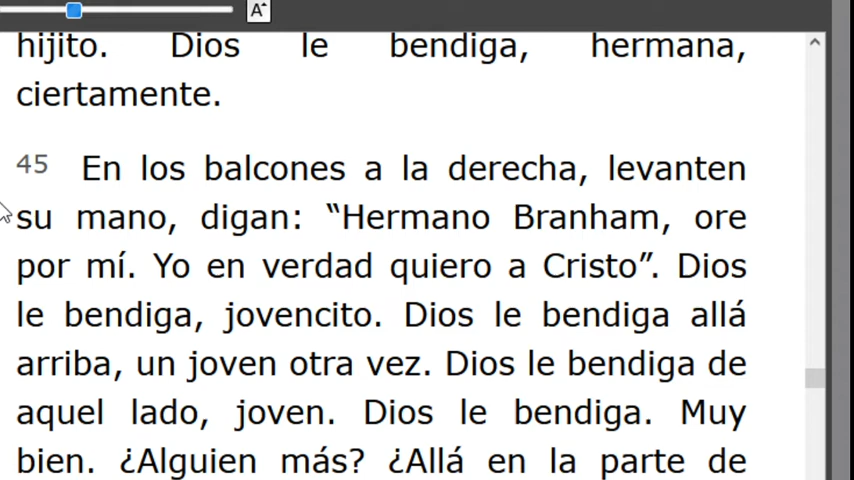 A
hijito. Dios le bendiga, hermana,
ciertamente.
45 En los balcones a la derecha, levanten
su mano, digan: “Hermano Branham, ore
por mí. Yo en verdad quiero a Cristo”. Dios
le bendiga, jovencito. Dios le bendiga allá
arriba, un joven otra vez. Dios le bendiga de
aquel lado, joven. Dios le bendiga. Muy
bien. ¿Alguien más? ¿Allá en la parte de